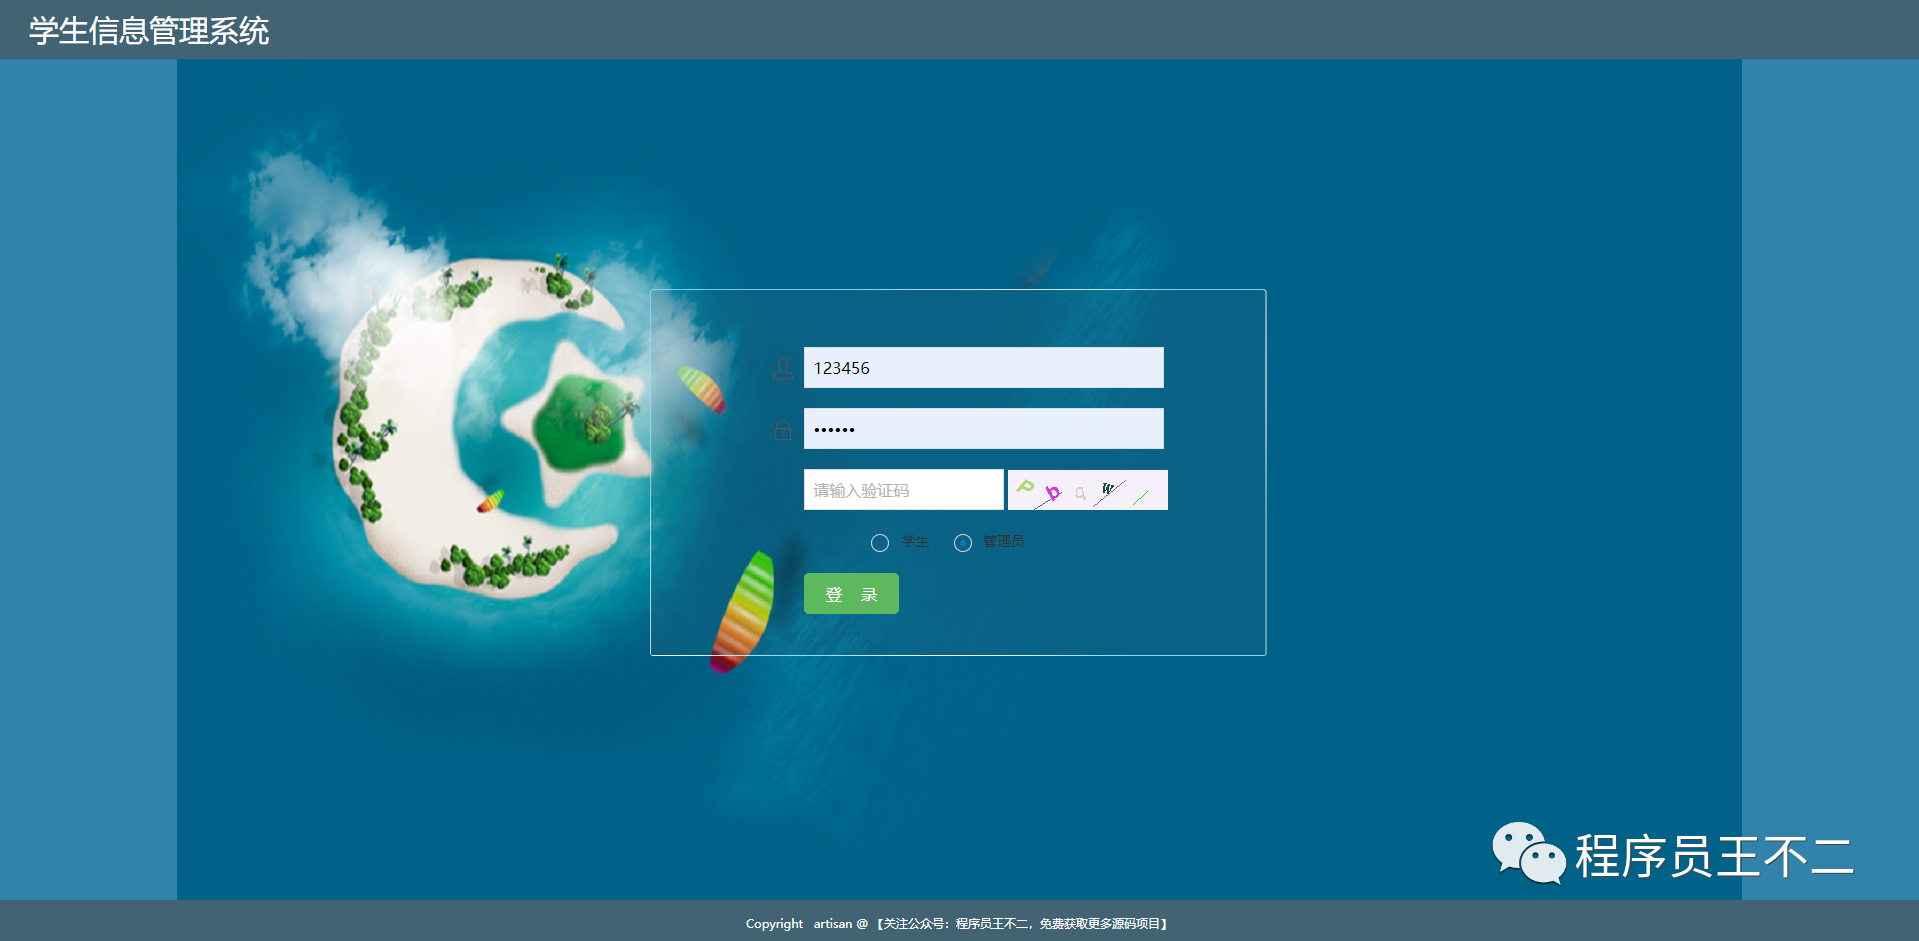 学生信息管理系统
123456
••••••
请输入验证码
P b a W
学生 管理员
登 录
程序员王不二
Copyright artisan @ 【关注公众号：程序员王不二，免费获取更多源码项目】